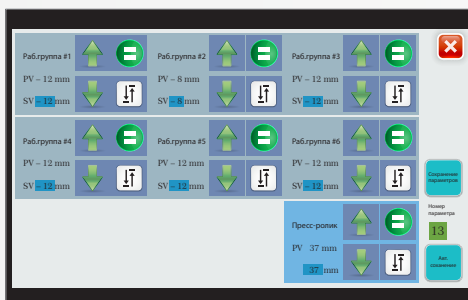 Раб.группа #1
PV – 12 mm
SV – 12 mm
Раб.группа #2
PV – 8 mm
SV – 8 mm
Раб.группа #3
PV – 12 mm
SV – 12 mm
Раб.группа #4
PV – 12 mm
SV – 12 mm
Раб.группа #5
PV – 12 mm
SV – 12 mm
Раб.группа #6
PV – 12 mm
SV – 12 mm
Сохранение
параметров
Номер
параметра
13
Пресс-ролик
PV 37 mm
37 mm
Авт.